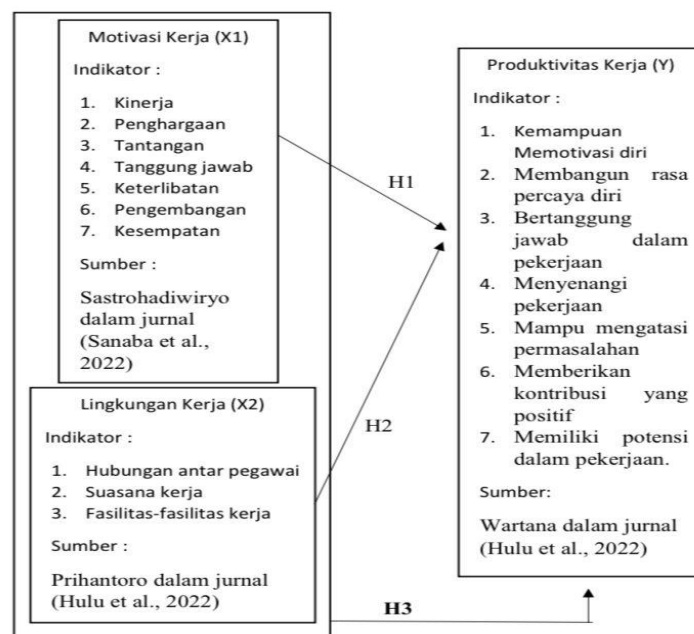 Motivasi Kerja (X1)
Indikator :
1. Kinerja
2. Penghargaan
3. Tantangan
4. Tanggung jawab
5. Keterlibatan
6. Pengembangan
7. Kesempatan
Sumber :
Sastrohadiwiryo
dalam jurnal
(Sanaba et al.,
2022)
Lingkungan Kerja (X2)
Indikator :
1. Hubungan antar pegawai
2. Suasana kerja
3. Fasilitas-fasilitas kerja
Sumber :
Prihantoro dalam jurnal
(Hulu et al., 2022)
H1
H2
H3
Produktivitas Kerja (Y)
Indikator :
1. Kemampuan
Memotivasi diri
2. Membangun rasa
percaya diri
3. Bertanggung
jawab dalam
pekerjaan
4. Menyenangi
pekerjaan
5. Mampu mengatasi
permasalahan
6. Memberikan
kontribusi yang
positif
7. Memiliki potensi
dalam pekerjaan.
Sumber:
Wartana dalam jurnal
(Hulu et al., 2022)